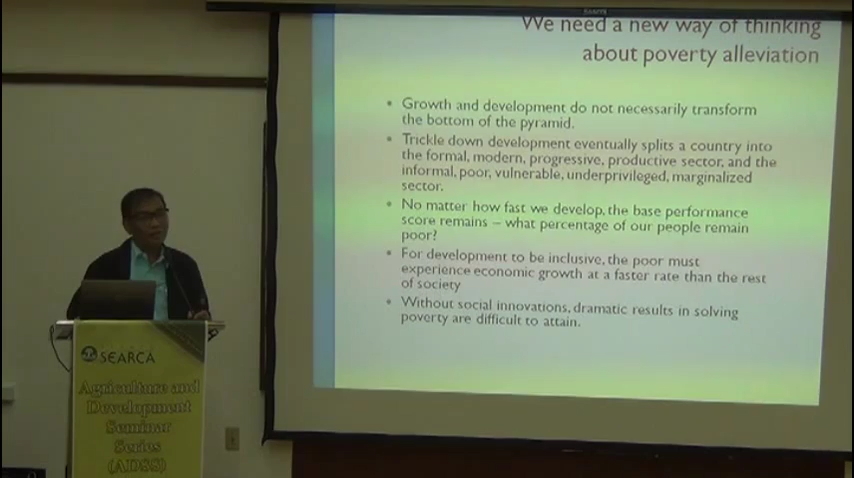 We need a new way of thinking
about poverty alleviation
• Growth and development do not necessarily transform
the bottom of the pyramid.
• Trickle down development eventually splits a country into
the formal, modern, progressive, productive sector, and the
informal, poor, vulnerable, underprivileged, marginalized
sector.
• No matter how fast we develop, the base performance
score remains – what percentage of our people remain
poor?
• For development to be inclusive, the poor must
experience economic growth at a faster rate than the rest
of society
• Without social innovations, dramatic results in solving
poverty are difficult to attain.
SEARCA
Agriculture and
Development
Seminar
Series
(ADSS)